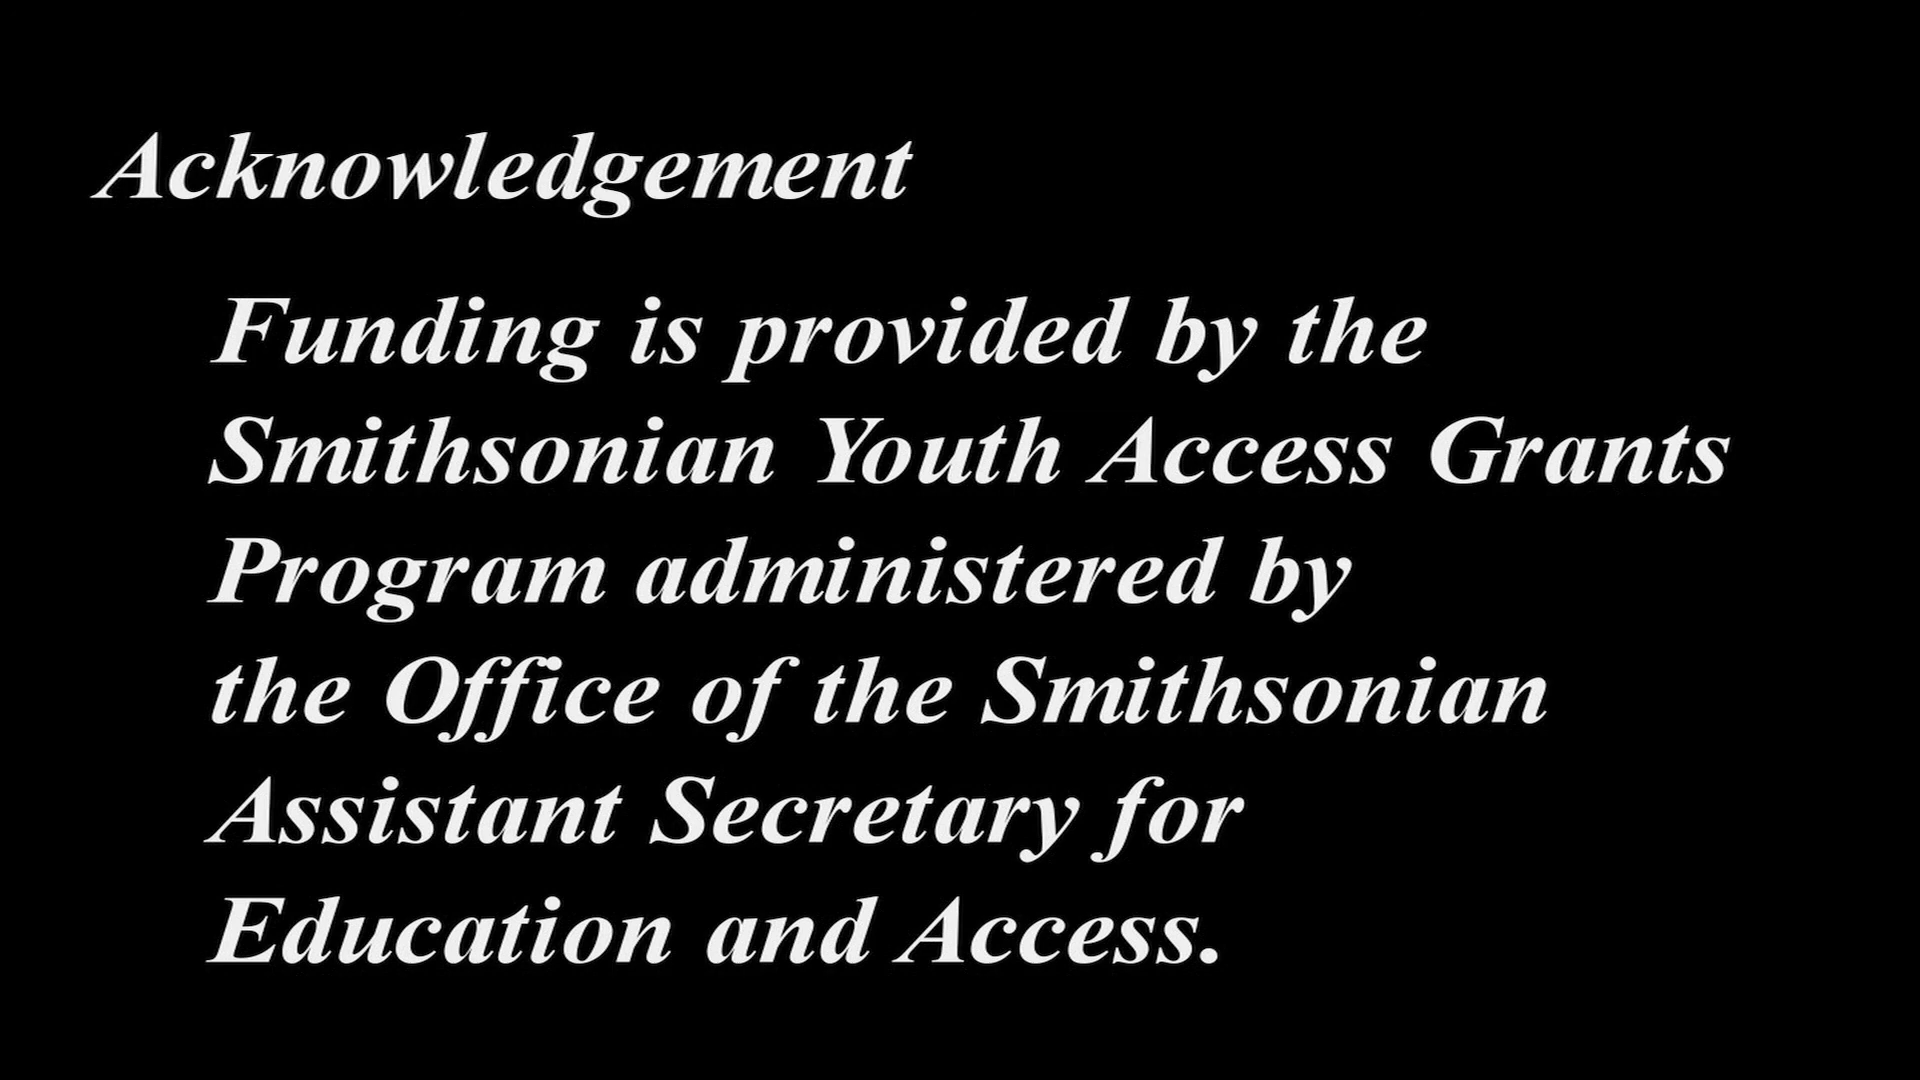 Acknowledgement
Funding is provided by the
Smithsonian Youth Access Grants
Program administered by
the Office of the Smithsonian
Assistant Secretary for
Education and Access.